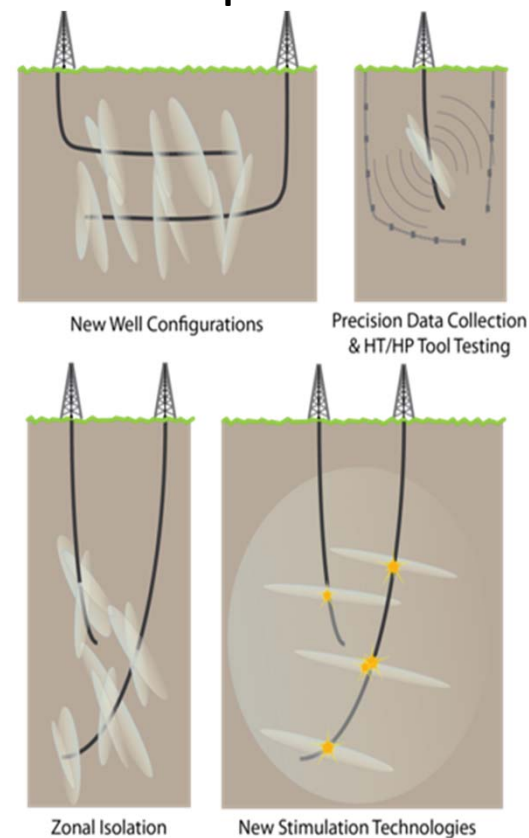 New Well Configurations
Precision Data Collection
& HT/HP Tool Testing
Zonal Isolation
New Stimulation Technologies